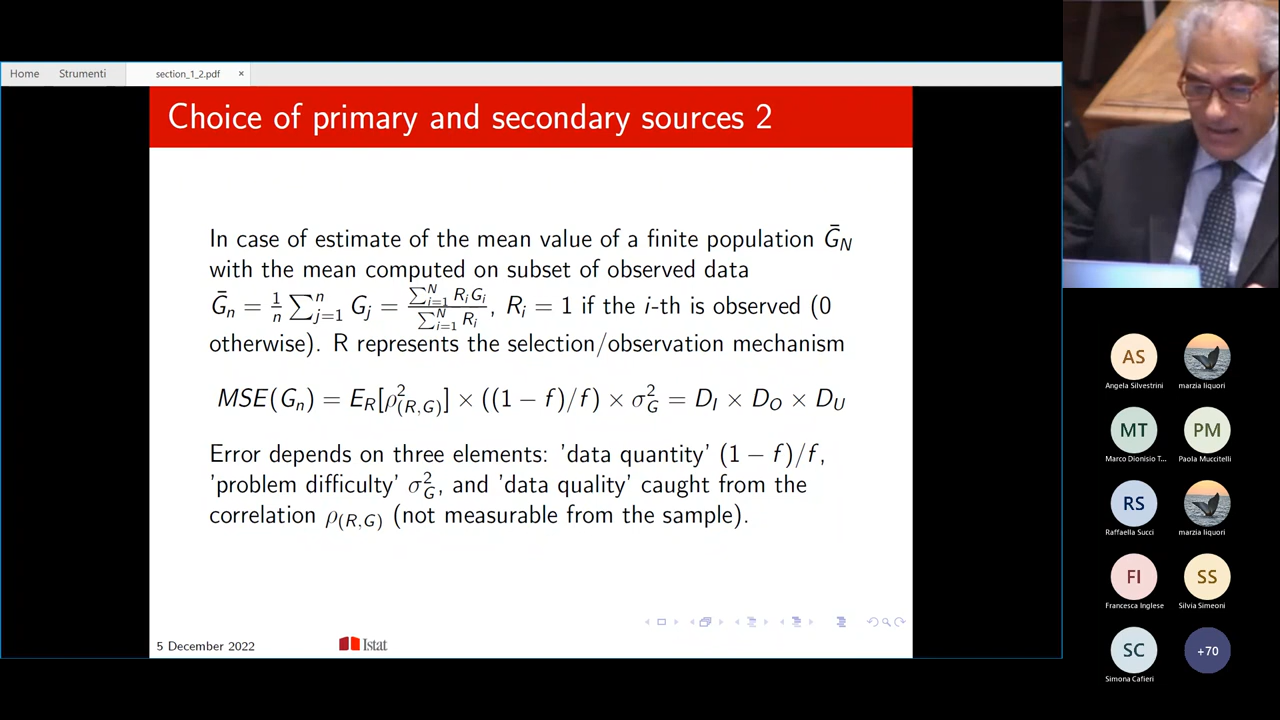 Home Strumenti section_1_2.pdf ×
Choice of primary and secondary sources 2
In case of estimate of the mean value of a finite population Ḡ_N
with the mean computed on subset of observed data
Ḡ_n = 1/n ∑_{j=1}^{n} G_j = ∑_{i=1}^{N} R_i G_i / ∑_{i=1}^{N} R_i, R_i = 1 if the i-th is observed (0
otherwise). R represents the selection/observation mechanism
MSE(G_n) = E_R[ρ²_(R,G)] × ((1 − f)/f) × σ²_G = D_I × D_O × D_U
Error depends on three elements: 'data quantity' (1 − f)/f,
'problem difficulty' σ²_G, and 'data quality' caught from the
correlation ρ_(R,G) (not measurable from the sample).
5 December 2022
Istat
AS
Angela Silvestrini
marzia liquori
MT
Marco Dionisio T...
PM
Paola Muccitelli
RS
Raffaella Succi
marzia liquori
FI
Francesca Inglese
SS
Silvia Simeoni
SC
Simona Cafieri
+70